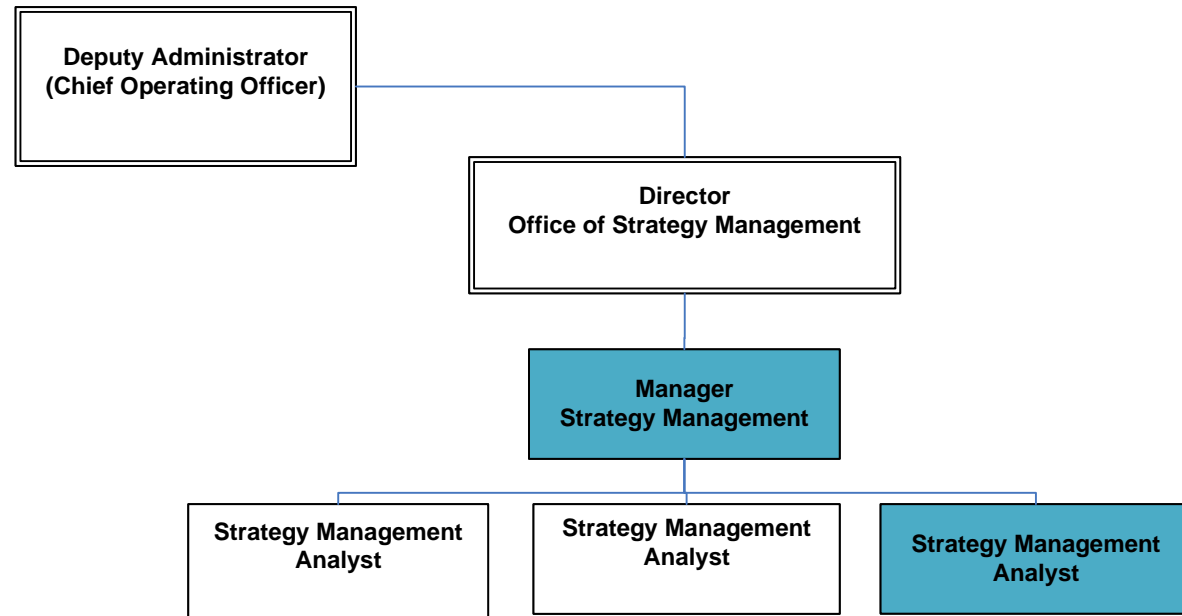 Deputy Administrator
(Chief Operating Officer)
Director
Office of Strategy Management
Manager
Strategy Management
Strategy Management
Analyst
Strategy Management
Analyst
Strategy Management
Analyst